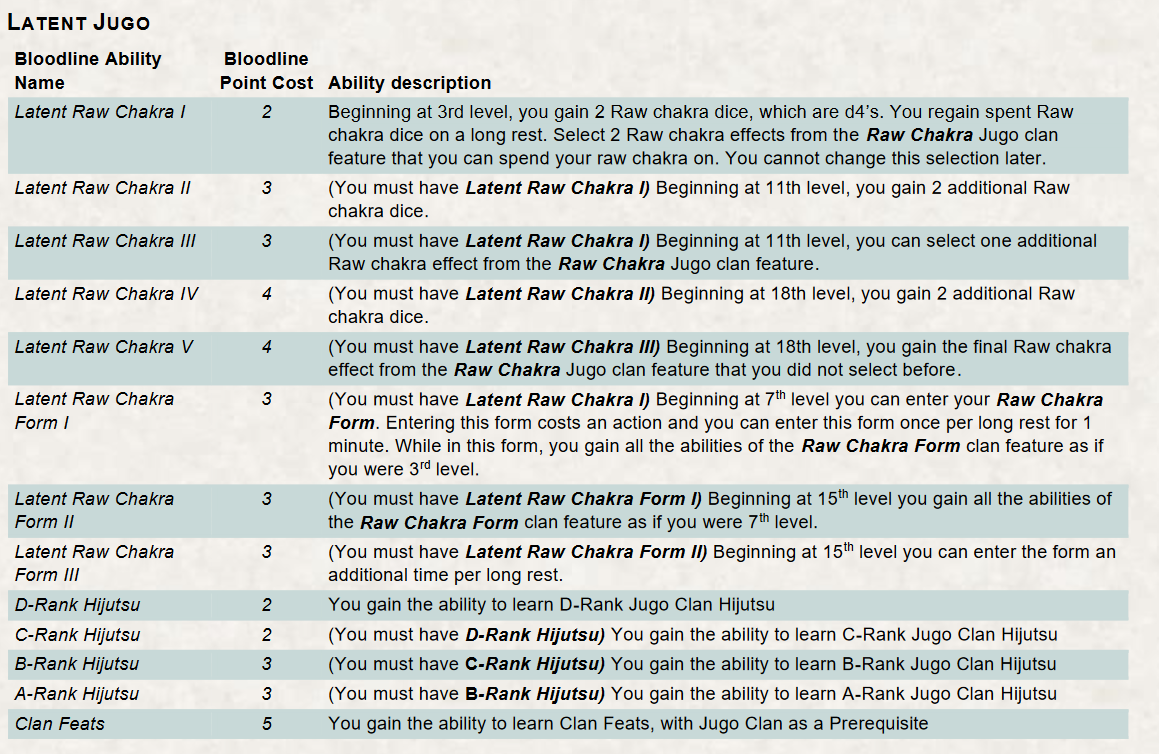 LATENT JUGO
Bloodline Ability Name
Bloodline Point Cost
Ability description
Latent Raw Chakra I
2
Beginning at 3rd level, you gain 2 Raw chakra dice, which are d4’s. You regain spent Raw
chakra dice on a long rest. Select 2 Raw chakra effects from the Raw Chakra Jugo clan
feature that you can spend your raw chakra on. You cannot change this selection later.
Latent Raw Chakra II
3
(You must have Latent Raw Chakra I) Beginning at 11th level, you gain 2 additional Raw
chakra dice.
Latent Raw Chakra III
3
(You must have Latent Raw Chakra I) Beginning at 11th level, you can select one additional
Raw chakra effect from the Raw Chakra Jugo clan feature.
Latent Raw Chakra IV
4
(You must have Latent Raw Chakra II) Beginning at 18th level, you gain 2 additional Raw
chakra dice.
Latent Raw Chakra V
4
(You must have Latent Raw Chakra III) Beginning at 18th level, you gain the final Raw chakra
effect from the Raw Chakra Jugo clan feature that you did not select before.
Latent Raw Chakra
Form I
3
(You must have Latent Raw Chakra I) Beginning at 7th level you can enter your Raw Chakra
Form. Entering this form costs an action and you can enter this form once per long rest for 1
minute. While in this form, you gain all the abilities of the Raw Chakra Form clan feature as if
you were 3rd level.
Latent Raw Chakra
Form II
3
(You must have Latent Raw Chakra Form I) Beginning at 15th level you gain all the abilities of
the Raw Chakra Form clan feature as if you were 7th level.
Latent Raw Chakra
Form III
3
(You must have Latent Raw Chakra Form II) Beginning at 15th level you can enter the form an
additional time per long rest.
D-Rank Hijutsu
2
You gain the ability to learn D-Rank Jugo Clan Hijutsu
C-Rank Hijutsu
2
(You must have D-Rank Hijutsu) You gain the ability to learn C-Rank Jugo Clan Hijutsu
B-Rank Hijutsu
3
(You must have C-Rank Hijutsu) You gain the ability to learn B-Rank Jugo Clan Hijutsu
A-Rank Hijutsu
3
(You must have B-Rank Hijutsu) You gain the ability to learn A-Rank Jugo Clan Hijutsu
Clan Feats
5
You gain the ability to learn Clan Feats, with Jugo Clan as a Prerequisite